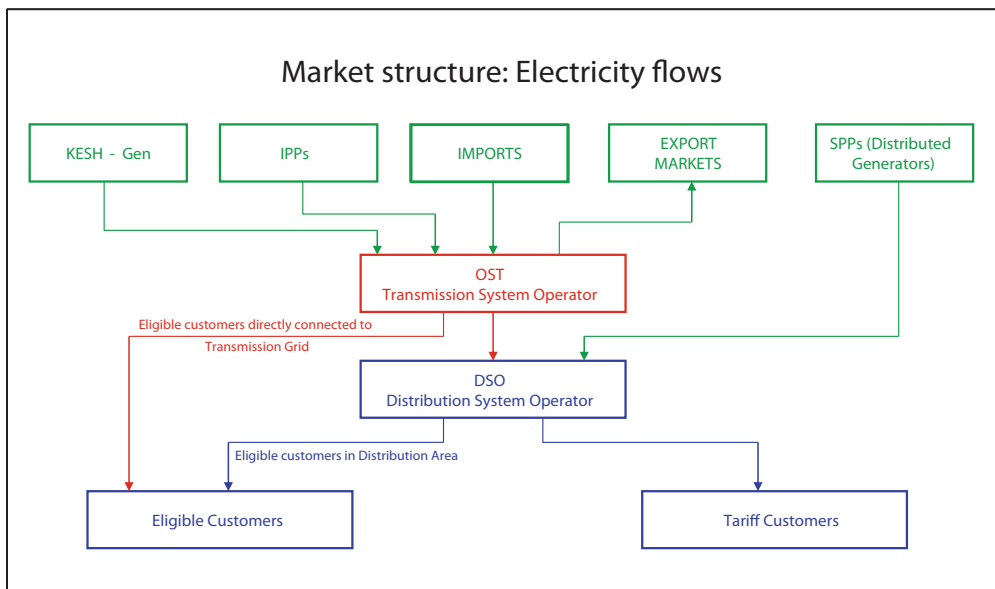 Market structure: Electricity flows
KESH - Gen
IPPs
IMPORTS
EXPORT
MARKETS
SPPs (Distributed
Generators)
OST
Transmission System Operator
Eligible customers directly connected to
Transmission Grid
DSO
Distribution System Operator
Eligible customers in Distribution Area
Eligible Customers
Tariff Customers